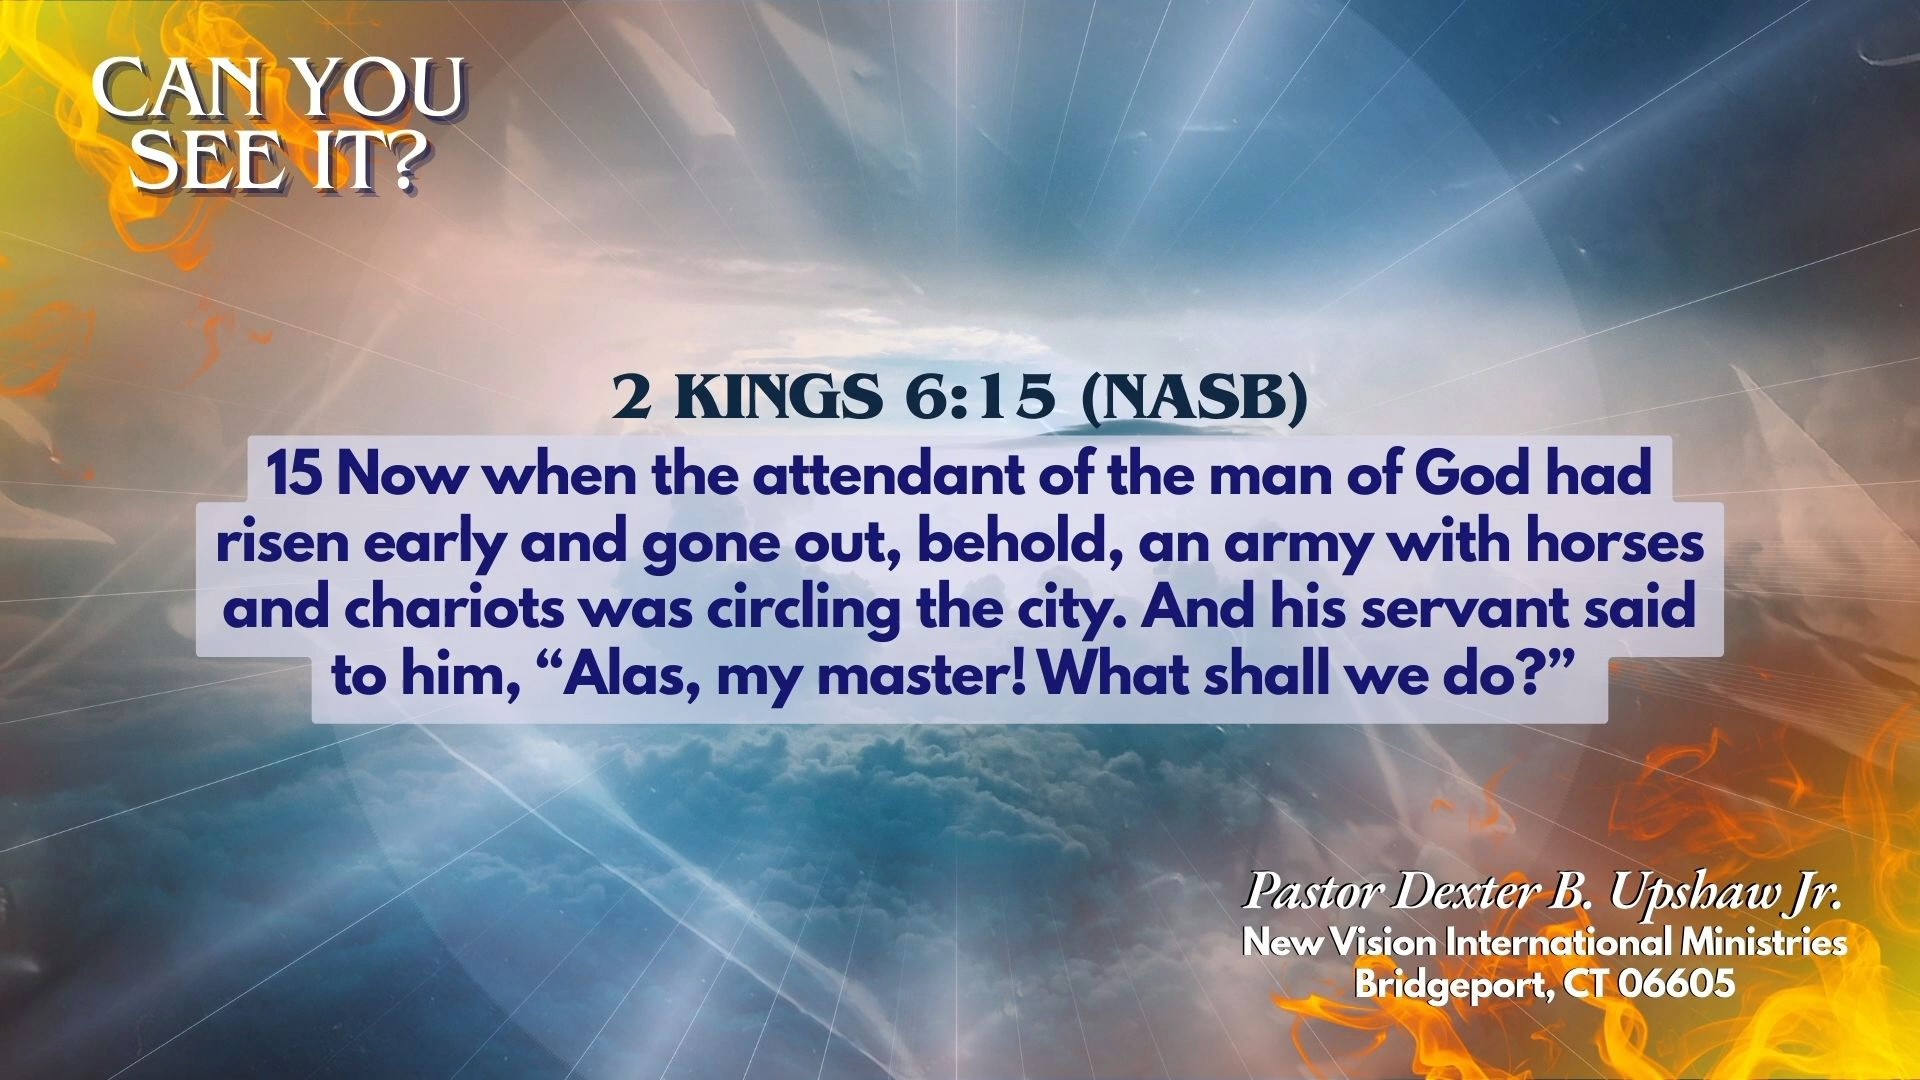 CAN YOU
SEE IT?
2 KINGS 6:15 (NASB)
15 Now when the attendant of the man of God had
risen early and gone out, behold, an army with horses
and chariots was circling the city. And his servant said
to him, “Alas, my master! What shall we do?”
Pastor Dexter B. Upshaw Jr.
New Vision International Ministries
Bridgeport, CT 06605